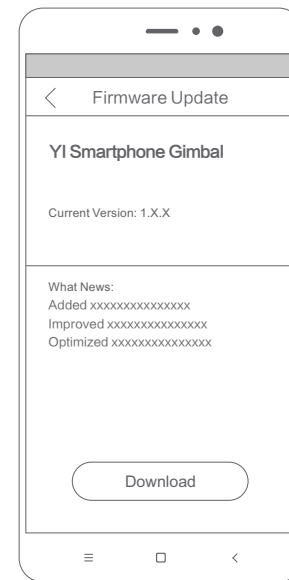 Firmware Update
YI Smartphone Gimbal
Current Version: 1.X.X
What News:
Added xxxxxxxxxxxxxxx
Improved xxxxxxxxxxxxxxx
Optimized xxxxxxxxxxxxxxx
Download